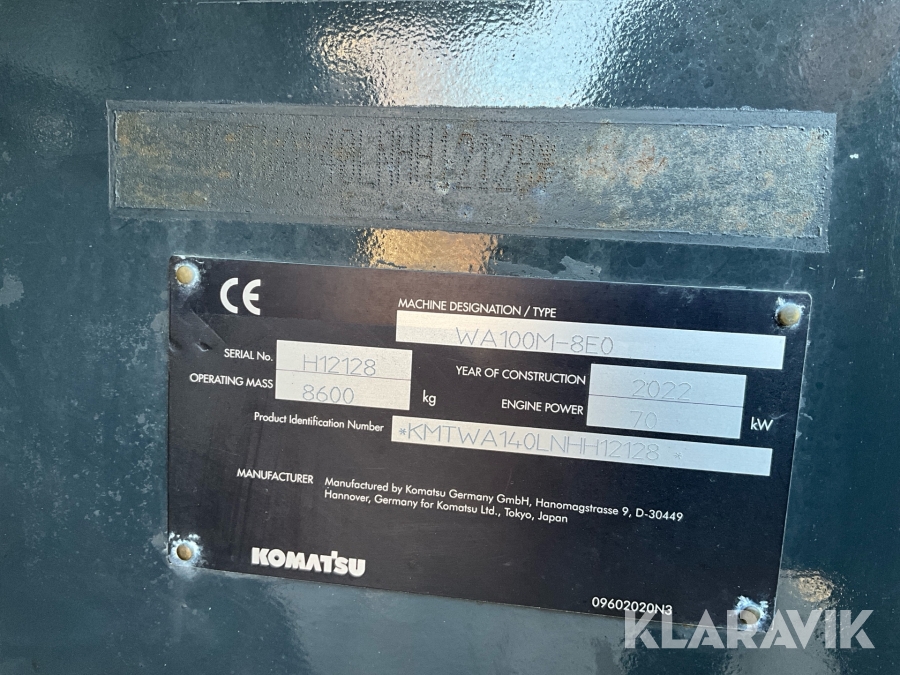 KMTWA140LNHH12128*
CE
MACHINE DESIGNATION / TYPE
WA100M-8E0
SERIAL No.
H12128
YEAR OF CONSTRUCTION
2022
OPERATING MASS
8600
kg
ENGINE POWER
70
kW
Product Identification Number
*KMTWA140LNHH12128 *
MANUFACTURER
Manufactured by Komatsu Germany GmbH, Hanomagstrasse 9, D-30449
Hannover, Germany for Komatsu Ltd., Tokyo, Japan
KOMATSU
09602020N3
KLARAVIK